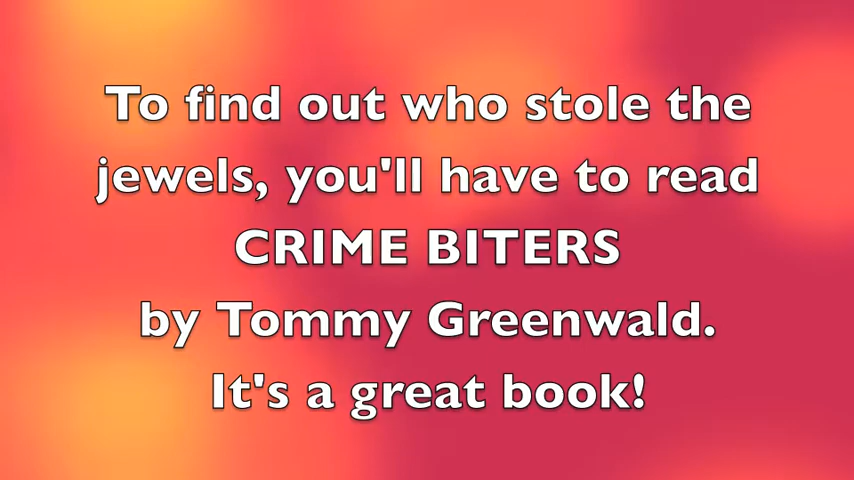 To find out who stole the
jewels, you'll have to read
CRIME BITERS
by Tommy Greenwald.
It's a great book!